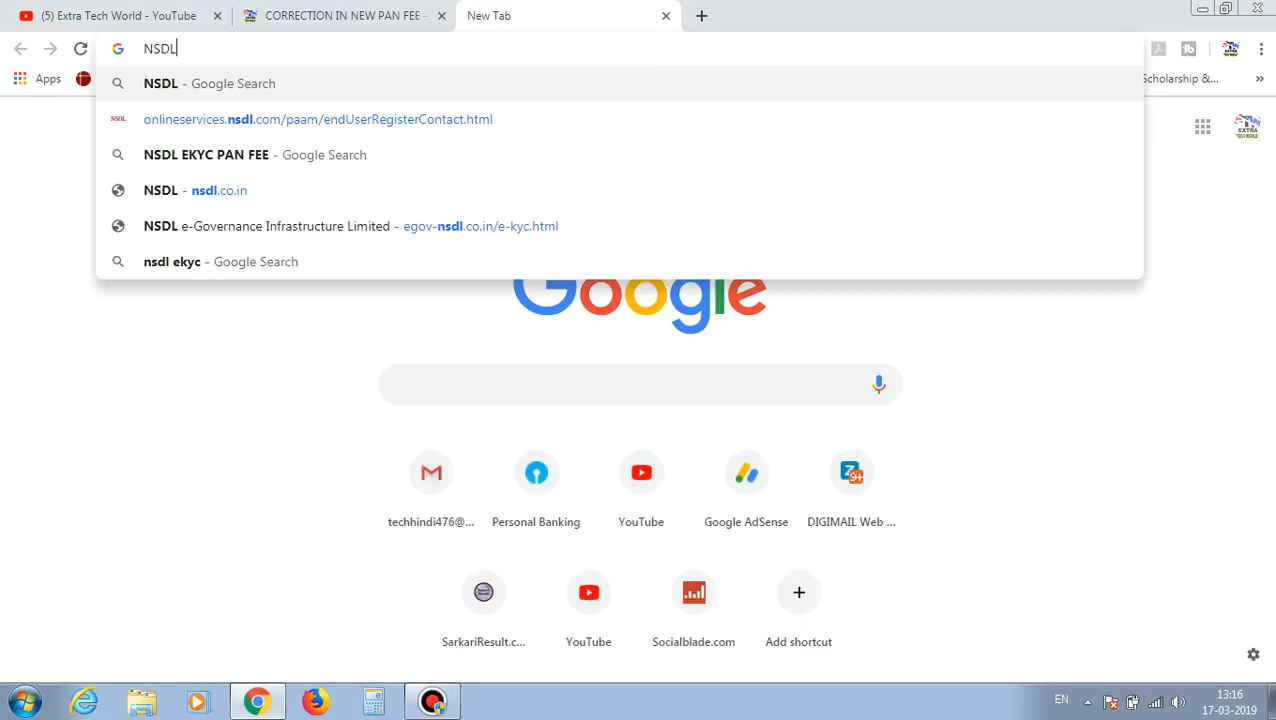 (5) Extra Tech World - YouTube
CORRECTION IN NEW PAN FEE -
New Tab
NSDL
Apps
Scholarship &...
NSDL - Google Search
onlineservices.nsdl.com/paam/endUserRegisterContact.html
NSDL EKYC PAN FEE - Google Search
NSDL - nsdl.co.in
NSDL e-Governance Infrastructure Limited - egov-nsdl.co.in/e-kyc.html
nsdl ekyc - Google Search
Google
techhindi476@...
Personal Banking
YouTube
Google AdSense
DIGIMAIL Web ...
SarkariResult.c...
YouTube
Socialblade.com
Add shortcut
EN
13:16
17-03-2019